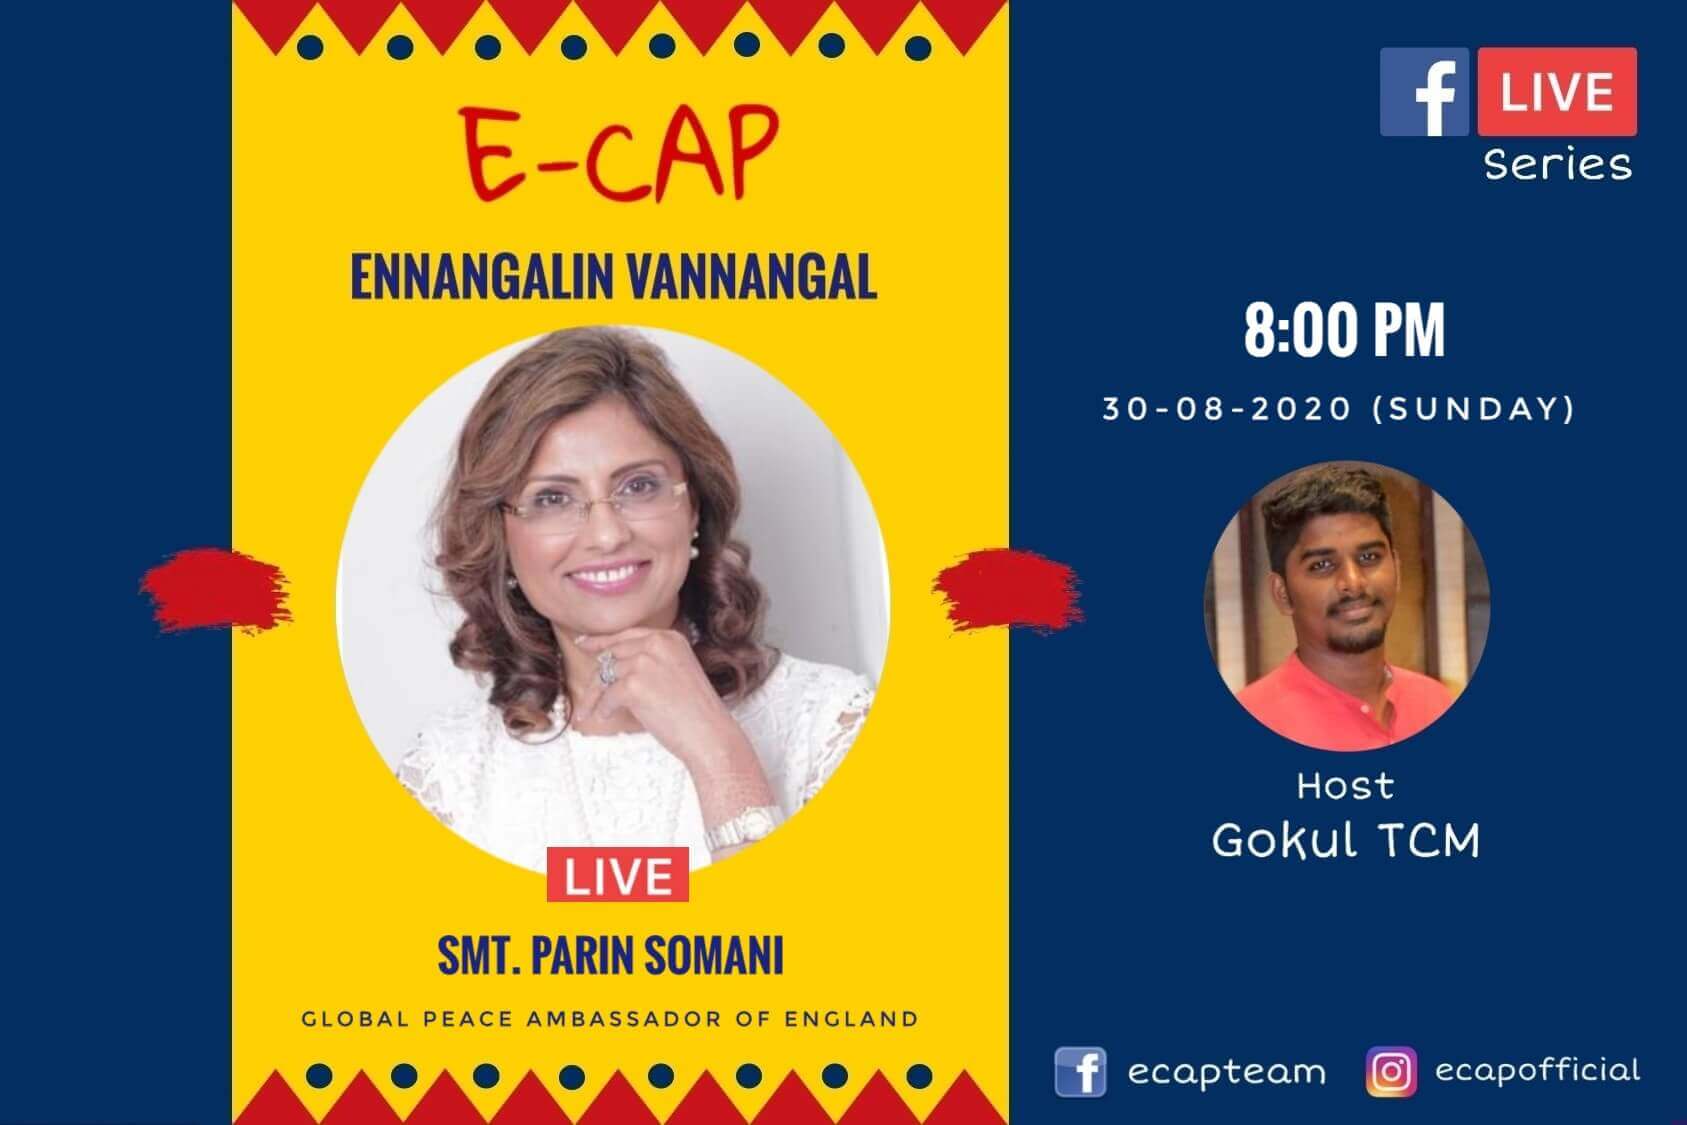 E-CAP
ENNANGALIN VANNANGAL
LIVE
SMT. PARIN SOMANI
GLOBAL PEACE AMBASSADOR OF ENGLAND
f LIVE
Series
8:00 PM
30-08-2020 (SUNDAY)
Host
Gokul TCM
f ecapteam
ecapofficial